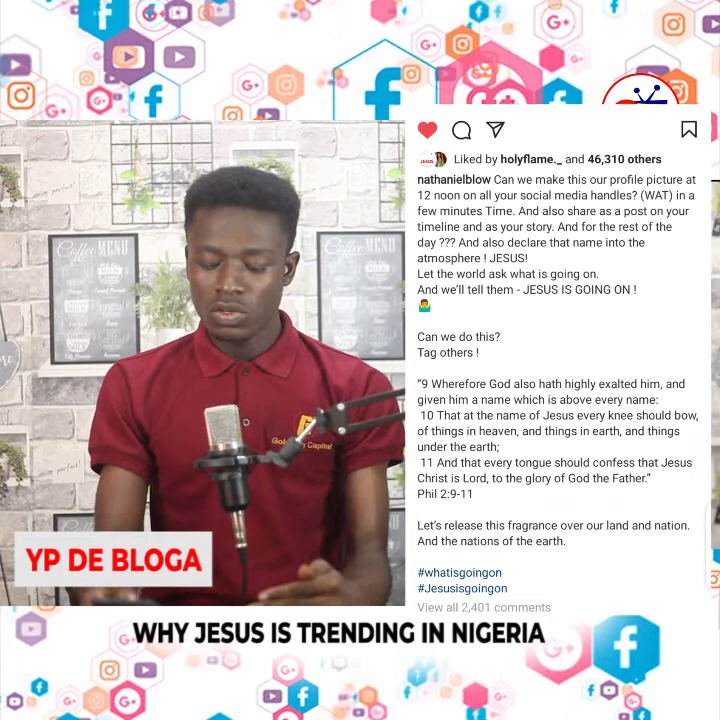 Liked by holyflame._ and 46,310 others
nathanielblow Can we make this our profile picture at
12 noon on all your social media handles? (WAT) in a
few minutes Time. And also share as a post on your
timeline and as your story. And for the rest of the
day ??? And also declare that name into the
atmosphere ! JESUS!
Let the world ask what is going on.
And we'll tell them - JESUS IS GOING ON !
🤷‍♂️
Can we do this?
Tag others !
“9 Wherefore God also hath highly exalted him, and
given him a name which is above every name:
10 That at the name of Jesus every knee should bow,
of things in heaven, and things in earth, and things
under the earth;
11 And that every tongue should confess that Jesus
Christ is Lord, to the glory of God the Father.”
Phil 2:9-11
Let's release this fragrance over our land and nation.
And the nations of the earth.
#whatisgoingon
#Jesusisgoingon
View all 2,401 comments
Coffee MENU
Coffee MENU
perfect!
Capital
YP DE BLOGA
WHY JESUS IS TRENDING IN NIGERIA